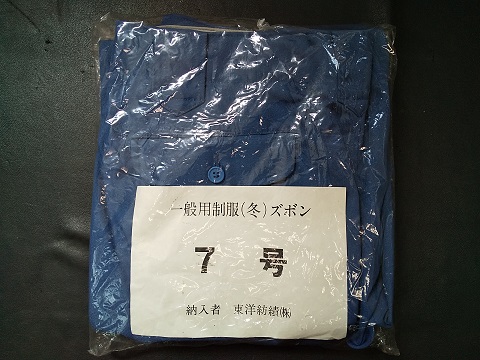 一般用制服(冬)ズボン
7 号
納入者 東洋紡績㈱